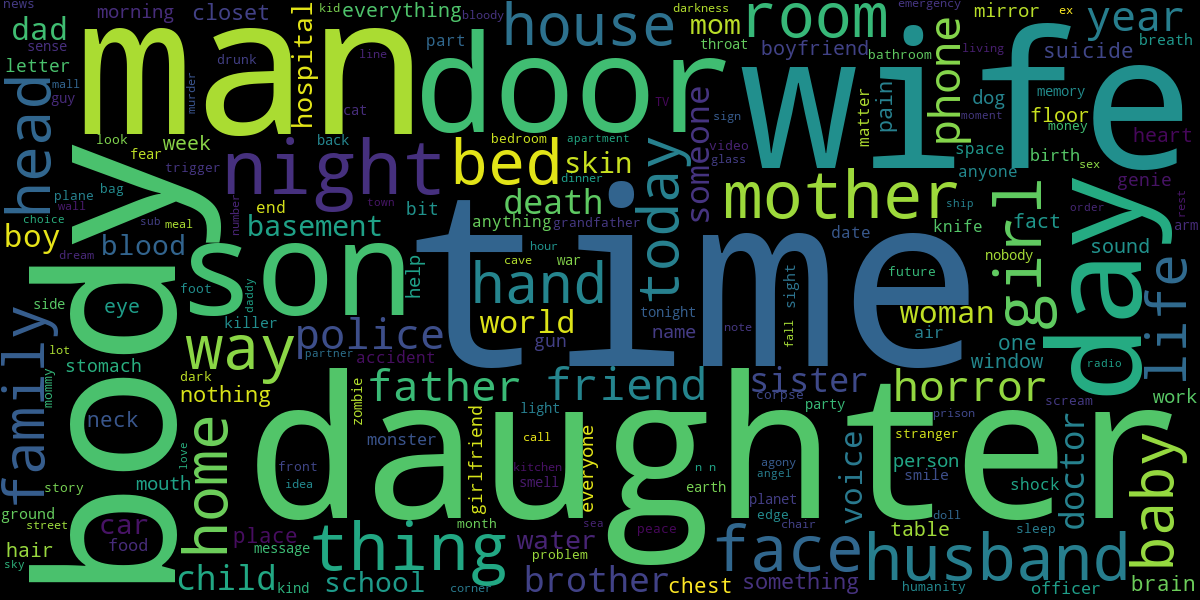 news
morning
closet
kid
everything
bloody
darkness
mom
room
emergency
mirror
ex
year
dad
sense
letter
mall
guy
head
man
drunk
murder
hospital
part
line
cat
door
TV
house
throat
boyfriend
bathroom
phone
living
suicide
breath
wife
look
fear
week
trigger
back
night
bed
bedroom
apartment
skin
dinner
someone
sign
video
glass
matter
pain
dog
space
anyone
memory
moment
floor
money
birth
heart
sex
genie
plane
wall
bag
choice
sub
meal
number
town
end
bit
death
anything
grandfather
today
mother
ship
knife
girl
fact
order
rest
arm
boy
dream
blood
body
basement
son
help
hour
cave
war
hand
time
date
sight
future
nobody
day
sound
side
eye
foot
daddy
killer
police
world
gun
tonight
name
note
fall
woman
air
one
window
life
radio
family
lot
mommy
stomach
way
dark
nothing
partner
accident
father
friend
sister
corpse
party
horror
scream
work
neck
home
zombie
monster
girlfriend
light
call
everyone
daughter
front
idea
kitchen
smell
n n
earth
agony
angel
planet
edge
voice
stranger
prison
person
smile
shock
doctor
baby
story
mouth
love
ground
street
car
food
place
message
month
thing
sea
water
problem
peace
chair
face
table
doll
sleep
husband
hair
sky
child
kind
school
corner
brother
chest
something
humanity
officer
brain